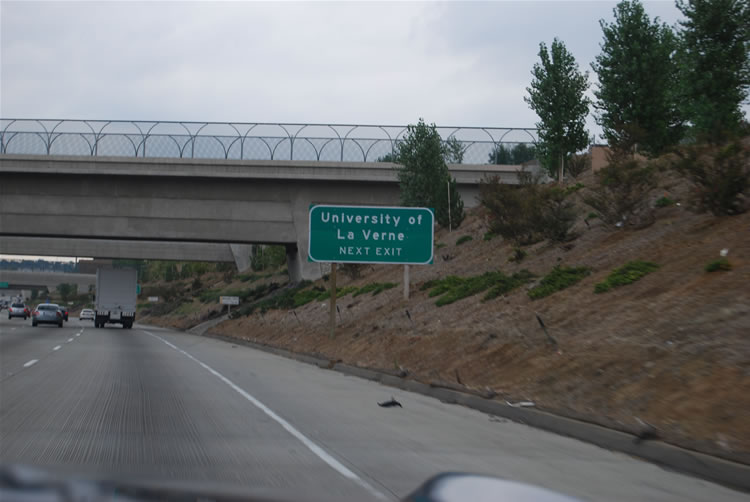 University of
La Verne
NEXT EXIT